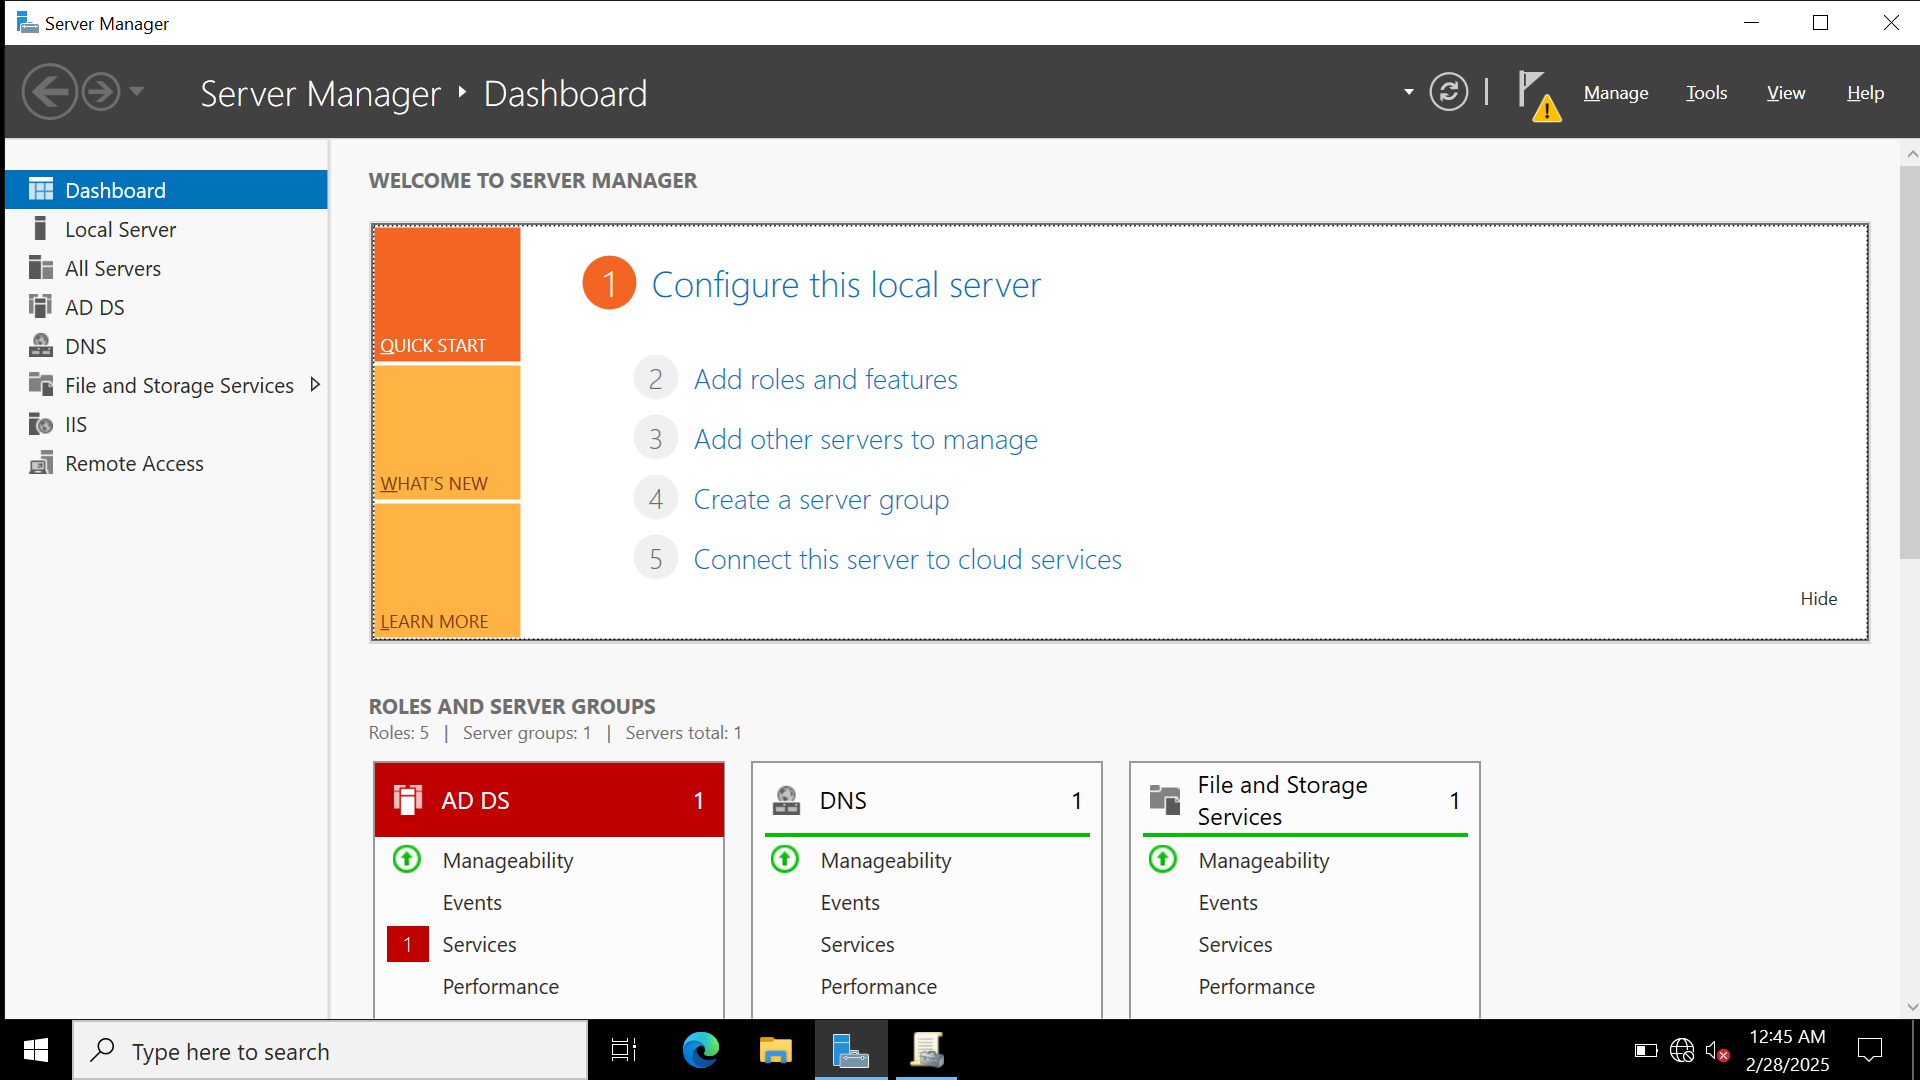 Server Manager
Server Manager Dashboard
Manage Tools View Help
Dashboard
Local Server
All Servers
AD DS
DNS
File and Storage Services
IIS
Remote Access
WELCOME TO SERVER MANAGER
QUICK START
WHAT'S NEW
LEARN MORE
1 Configure this local server
2 Add roles and features
3 Add other servers to manage
4 Create a server group
5 Connect this server to cloud services
Hide
ROLES AND SERVER GROUPS
Roles: 5 | Server groups: 1 | Servers total: 1
AD DS 1
Manageability
Events
1 Services
Performance
DNS 1
Manageability
Events
Services
Performance
File and Storage
Services 1
Manageability
Events
Services
Performance
Type here to search
12:45 AM
2/28/2025